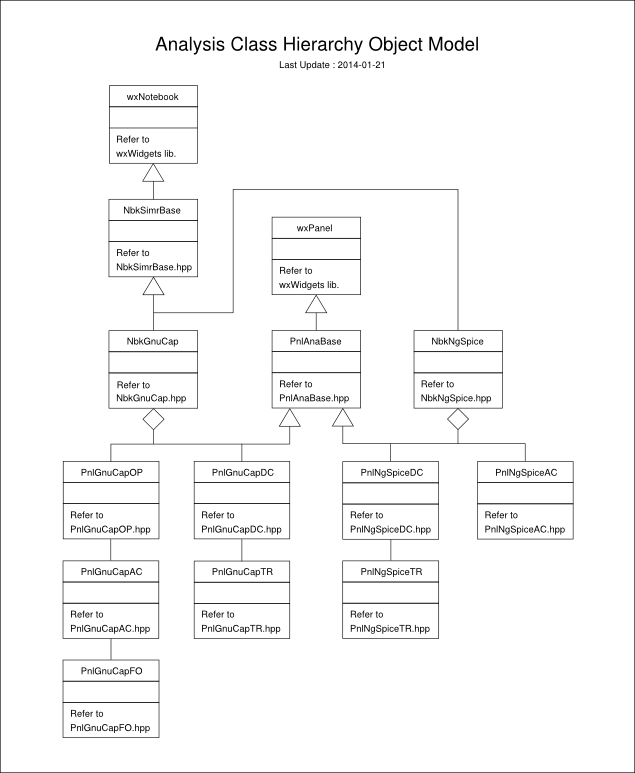 Analysis Class Hierarchy Object Model
Last Update : 2014-01-21
wxNotebook
Refer to
wxWidgets lib.
NbkSimrBase
Refer to
NbkSimrBase.hpp
wxPanel
Refer to
wxWidgets lib.
NbkGnuCap
Refer to
NbkGnuCap.hpp
PnlAnaBase
Refer to
PnlAnaBase.hpp
NbkNgSpice
Refer to
NbkNgSpice.hpp
PnlGnuCapOP
Refer to
PnlGnuCapOP.hpp
PnlGnuCapDC
Refer to
PnlGnuCapDC.hpp
PnlNgSpiceDC
Refer to
PnlNgSpiceDC.hpp
PnlNgSpiceAC
Refer to
PnlNgSpiceAC.hpp
PnlGnuCapAC
Refer to
PnlGnuCapAC.hpp
PnlGnuCapTR
Refer to
PnlGnuCapTR.hpp
PnlNgSpiceTR
Refer to
PnlNgSpiceTR.hpp
PnlGnuCapFO
Refer to
PnlGnuCapFO.hpp